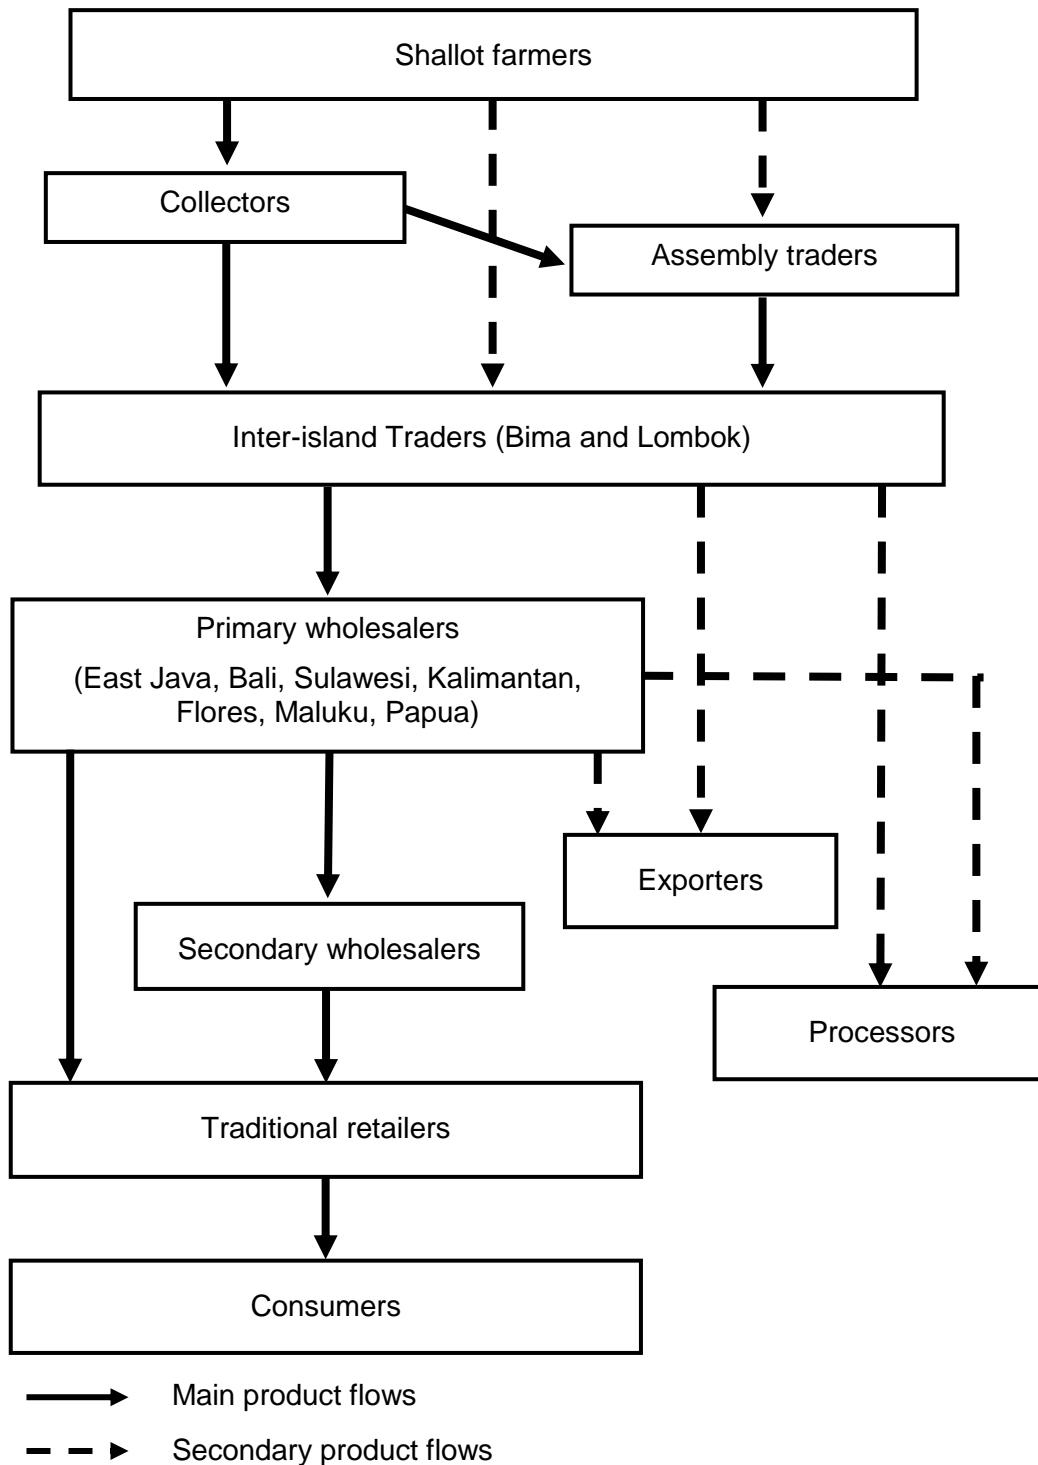 Shallot farmers
Collectors
Assembly traders
Inter-island Traders (Bima and Lombok)
Primary wholesalers
(East Java, Bali, Sulawesi, Kalimantan,
Flores, Maluku, Papua)
Exporters
Secondary wholesalers
Processors
Traditional retailers
Consumers
Main product flows
Secondary product flows